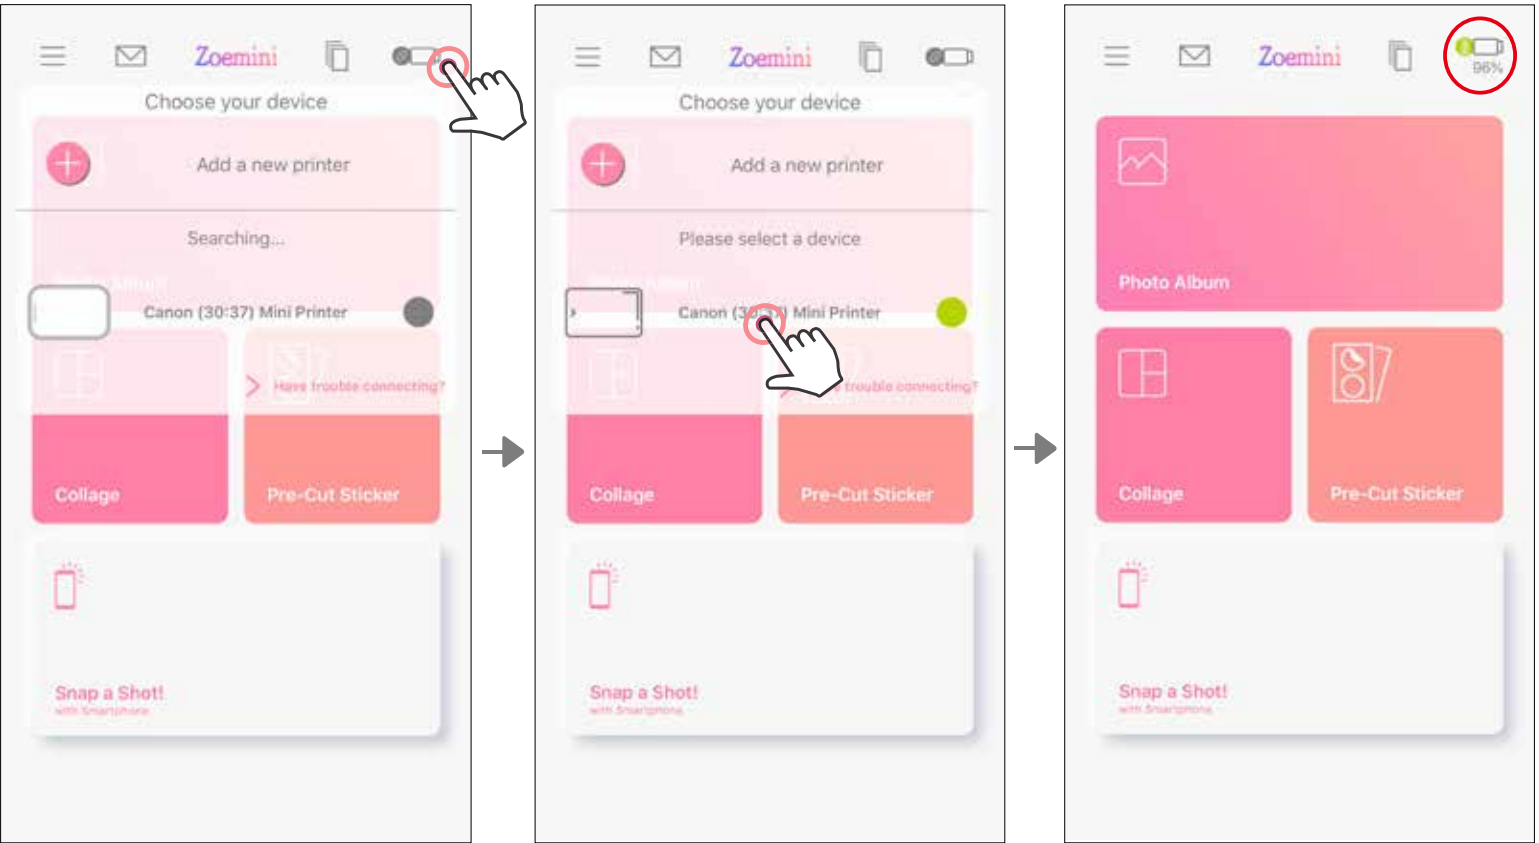 Zoemini
Choose your device
Add a new printer
Searching...
Canon (30:37) Mini Printer
Have trouble connecting?
Collage
Pre-Cut Sticker
Snap a Shot!
with Smartphone
Zoemini
Choose your device
Add a new printer
Please select a device
Canon (30:37) Mini Printer
trouble connecting?
Collage
Pre-Cut Sticker
Snap a Shot!
with Smartphone
Zoemini
96%
Photo Album
Collage
Pre-Cut Sticker
Snap a Shot!
with Smartphone